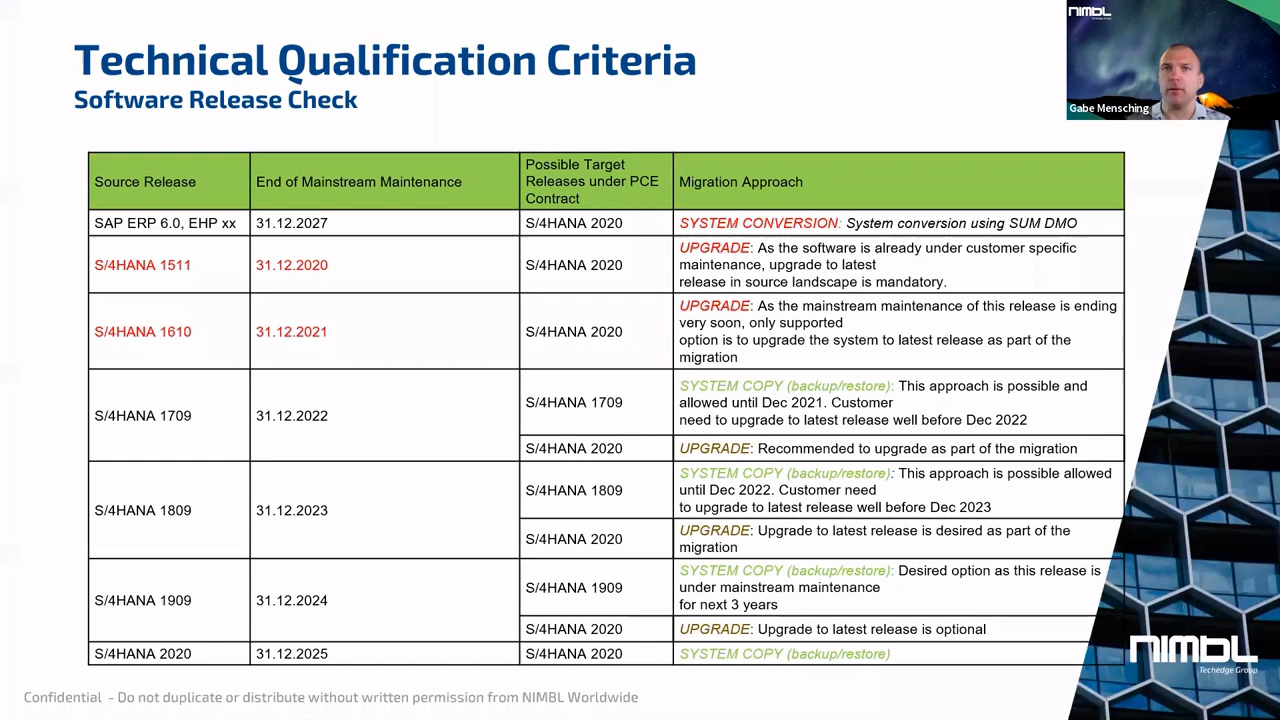 Technical Qualification Criteria
Software Release Check
NIMBL
Techedge Group
Gabe Mensching
Source Release
End of Mainstream Maintenance
Possible Target
Releases under PCE
Contract
Migration Approach
SAP ERP 6.0, EHP xx
31.12.2027
S/4HANA 2020
SYSTEM CONVERSION: System conversion using SUM DMO
S/4HANA 1511
31.12.2020
S/4HANA 2020
UPGRADE: As the software is already under customer specific
maintenance, upgrade to latest
release in source landscape is mandatory.
S/4HANA 1610
31.12.2021
S/4HANA 2020
UPGRADE: As the mainstream maintenance of this release is ending
very soon, only supported
option is to upgrade the system to latest release as part of the
migration
S/4HANA 1709
31.12.2022
S/4HANA 1709
SYSTEM COPY (backup/restore): This approach is possible and
allowed until Dec 2021. Customer
need to upgrade to latest release well before Dec 2022
S/4HANA 2020
UPGRADE: Recommended to upgrade as part of the migration
S/4HANA 1809
31.12.2023
S/4HANA 1809
SYSTEM COPY (backup/restore): This approach is possible allowed
until Dec 2022. Customer need
to upgrade to latest release well before Dec 2023
S/4HANA 2020
UPGRADE: Upgrade to latest release is desired as part of the
migration
S/4HANA 1909
31.12.2024
S/4HANA 1909
SYSTEM COPY (backup/restore): Desired option as this release is
under mainstream maintenance
for next 3 years
S/4HANA 2020
UPGRADE: Upgrade to latest release is optional
S/4HANA 2020
31.12.2025
S/4HANA 2020
SYSTEM COPY (backup/restore)
NIMBL
Techedge Group
Confidential - Do not duplicate or distribute without written permission from NIMBL Worldwide